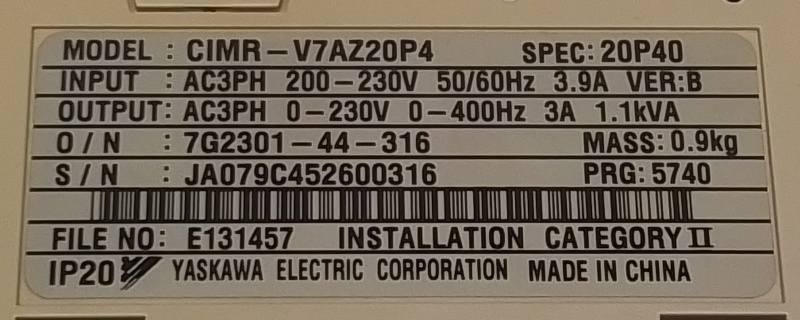 MODEL : CIMR-V7AZ20P4 SPEC: 20P40
INPUT : AC3PH 200-230V 50/60Hz 3.9A VER:B
OUTPUT: AC3PH 0-230V 0-400Hz 3A 1.1kVA
O/N : 7G2301-44-316 MASS: 0.9kg
S/N : JA079C452600316 PRG: 5740
FILE NO: E131457 INSTALLATION CATEGORY II
IP20 YASKAWA ELECTRIC CORPORATION MADE IN CHINA